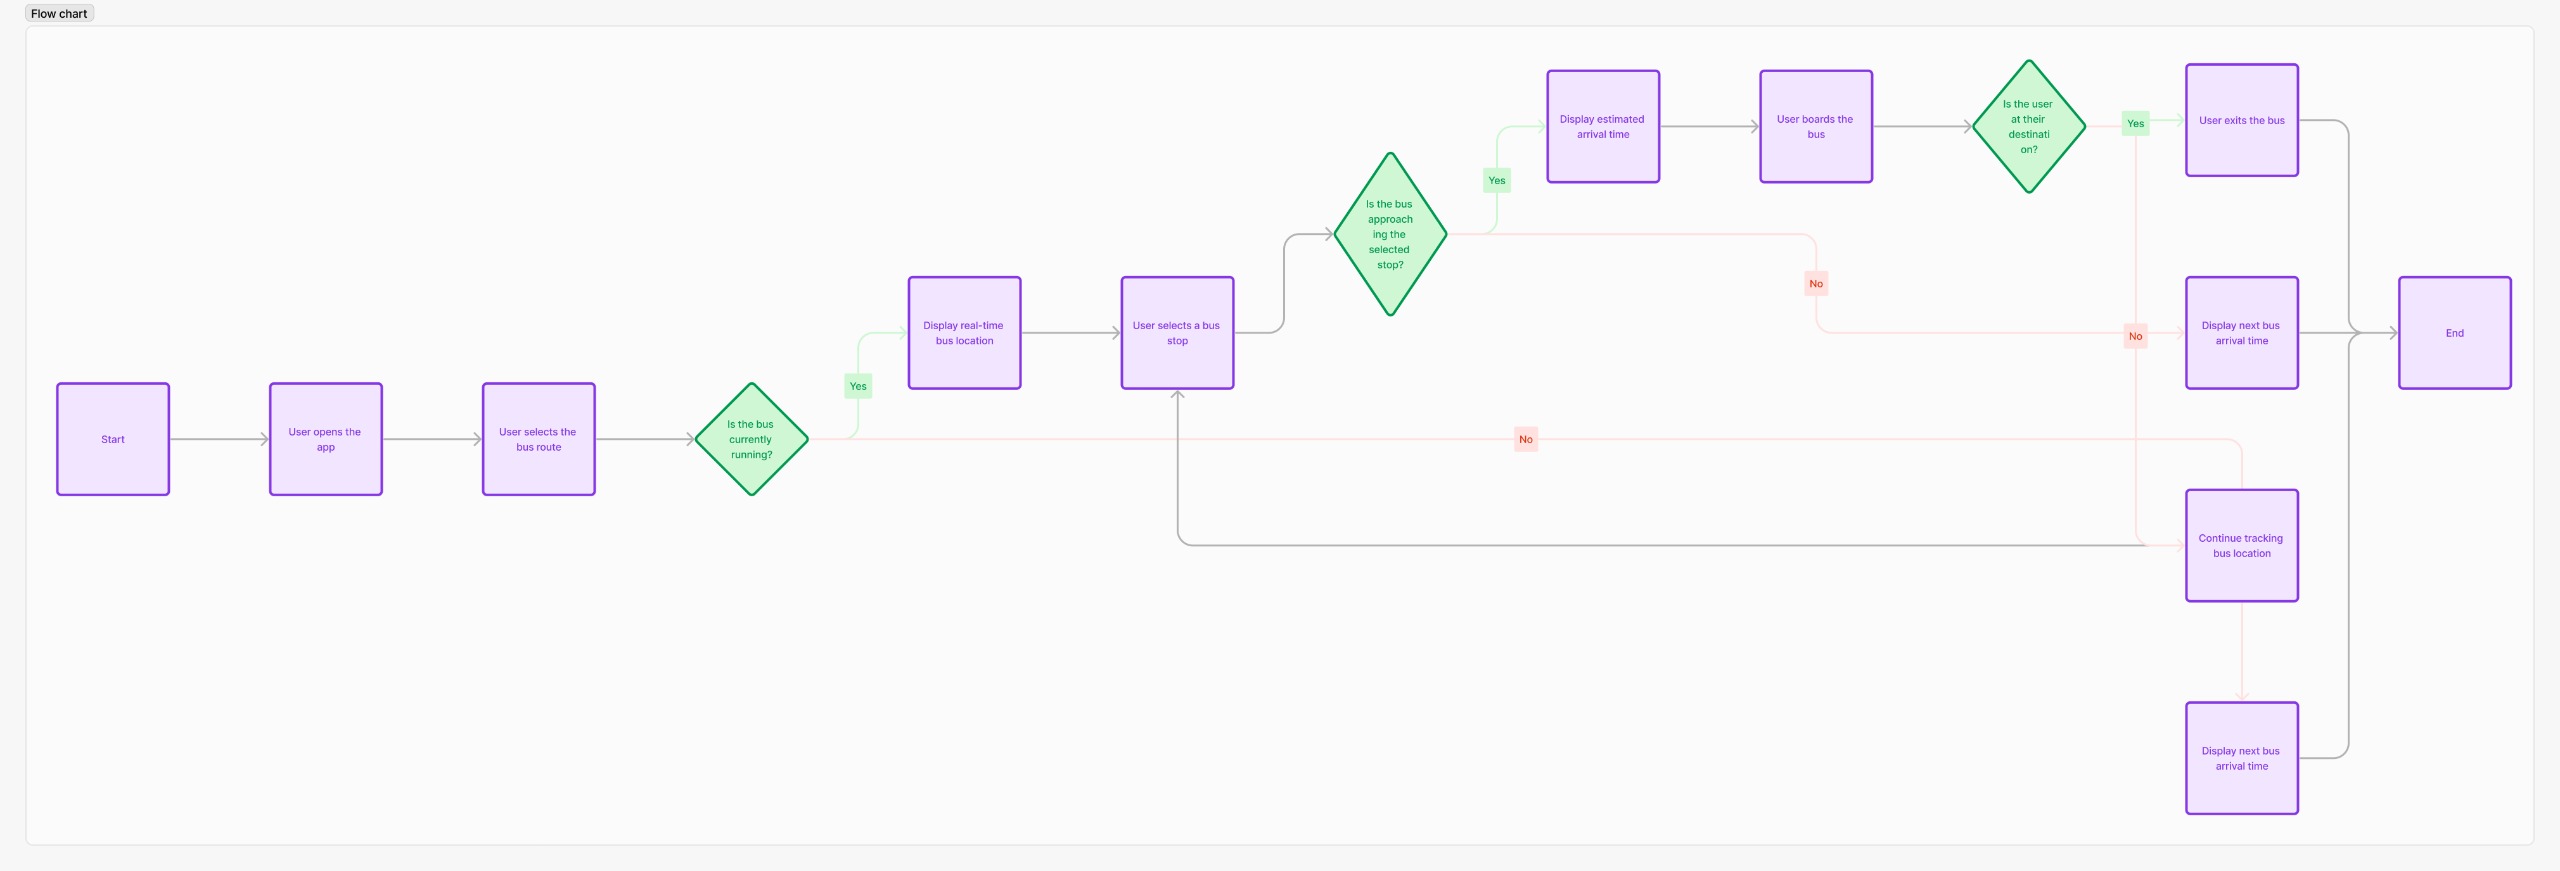 Flow chart
Start
User opens the
app
User selects the
bus route
Is the bus
currently
running?
Yes
No
Display real-time
bus location
User selects a bus
stop
Is the bus
approach
ing the
selected
stop?
Yes
No
Display estimated
arrival time
User boards the
bus
Is the user
at their
destinati
on?
Yes
No
User exits the bus
Display next bus
arrival time
End
Continue tracking
bus location
Display next bus
arrival time